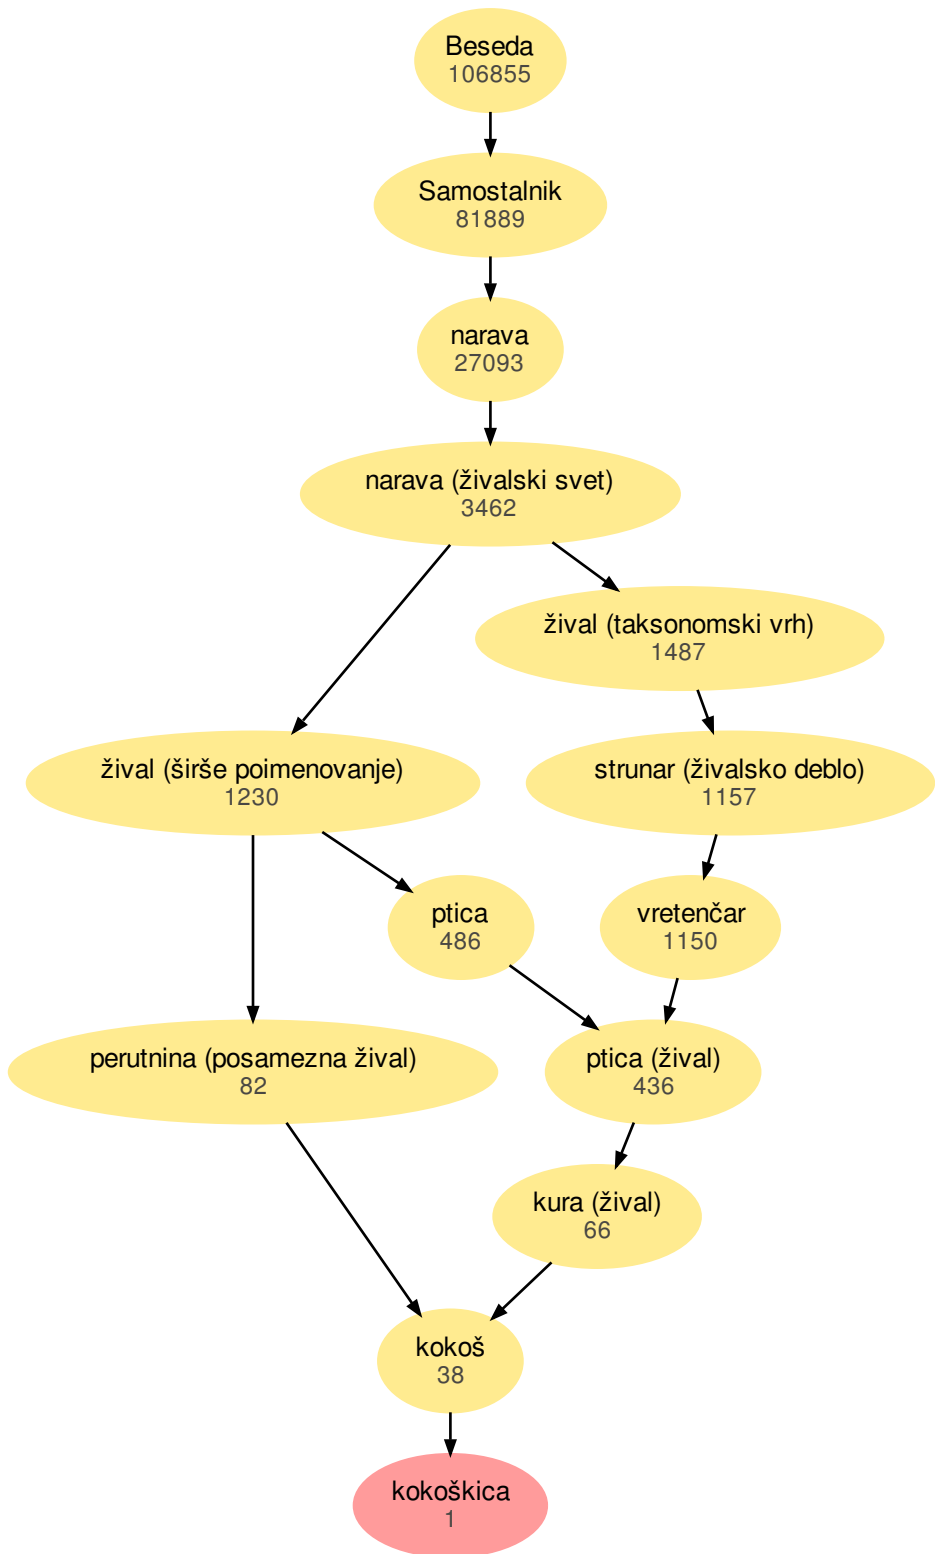 Beseda
106855
Samostalnik
81889
narava
27093
narava (živalski svet)
3462
žival (taksonomski vrh)
1487
žival (širše poimenovanje)
1230
strunar (živalsko deblo)
1157
ptica
486
vretenčar
1150
perutnina (posamezna žival)
82
ptica (žival)
436
kura (žival)
66
kokoš
38
kokoškica
1